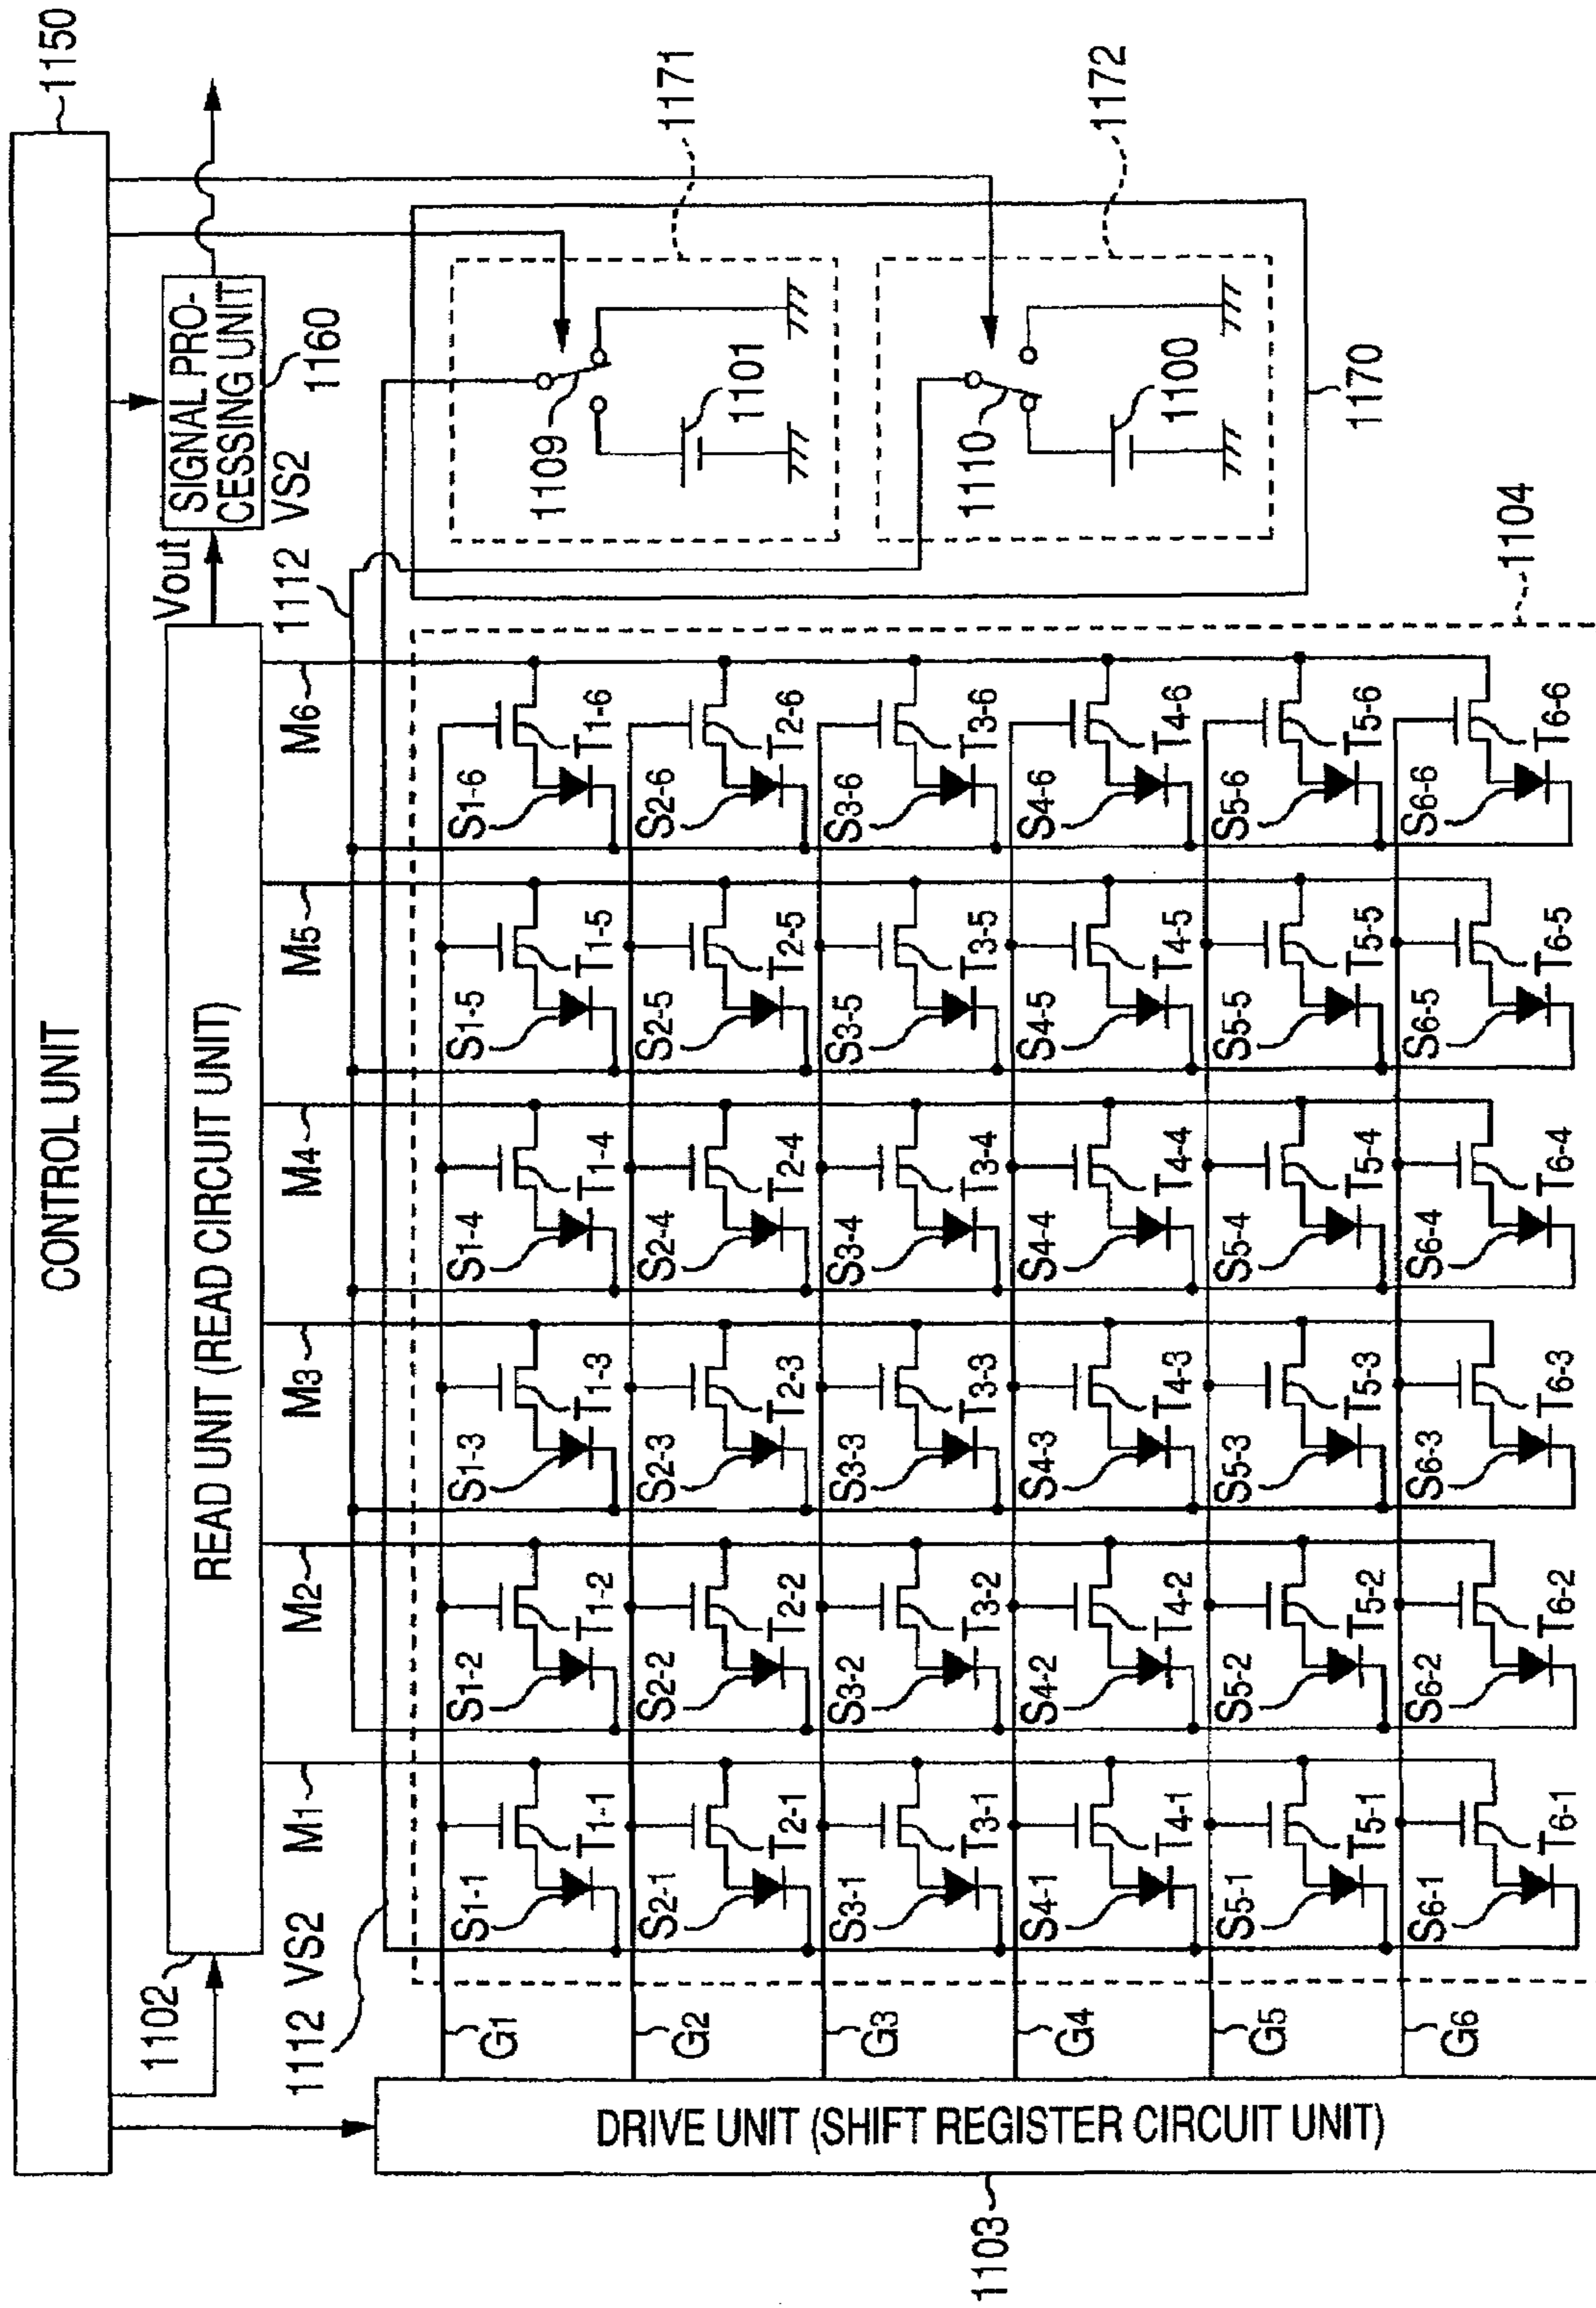 CONTROL UNIT
1150
1102
READ UNIT (READ CIRCUIT UNIT)
Vout
SIGNAL PRO-
CESSING UNIT
1160
1112 VS2
M1
M2
M3
M4
M5
M6
1112 VS2
1103
DRIVE UNIT (SHIFT REGISTER CIRCUIT UNIT)
G1
S1-1
T1-1
S1-2
T1-2
S1-3
T1-3
S1-4
T1-4
S1-5
T1-5
S1-6
T1-6
G2
S2-1
T2-1
S2-2
T2-2
S2-3
T2-3
S2-4
T2-4
S2-5
T2-5
S2-6
T2-6
G3
S3-1
T3-1
S3-2
T3-2
S3-3
T3-3
S3-4
T3-4
S3-5
T3-5
S3-6
T3-6
G4
S4-1
T4-1
S4-2
T4-2
S4-3
T4-3
S4-4
T4-4
S4-5
T4-5
S4-6
T4-6
G5
S5-1
T5-1
S5-2
T5-2
S5-3
T5-3
S5-4
T5-4
S5-5
T5-5
S5-6
T5-6
G6
S6-1
T6-1
S6-2
T6-2
S6-3
T6-3
S6-4
T6-4
S6-5
T6-5
S6-6
T6-6
1104
1109
1101
1171
1110
1100
1172
1170